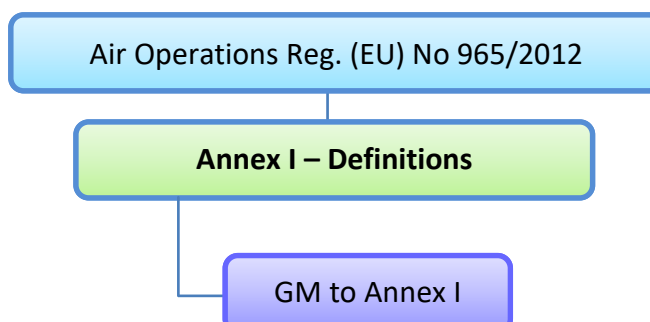 Air Operations Reg. (EU) No 965/2012
Annex I – Definitions
GM to Annex I